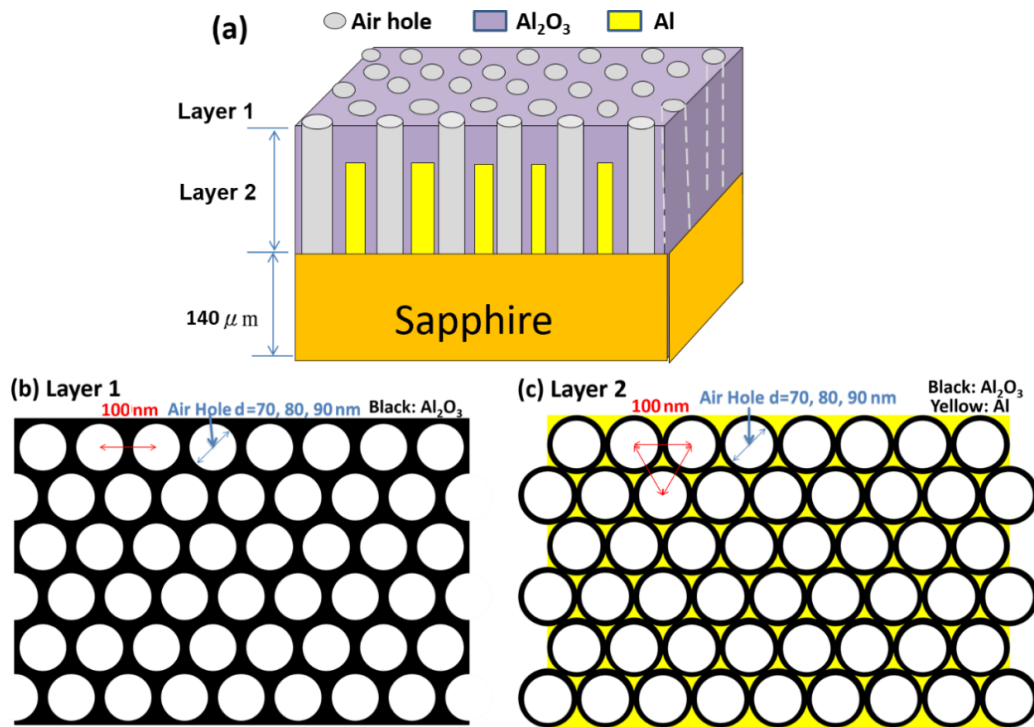 (a)
Air hole
Al₂O₃
Al
Layer 1
Layer 2
140 μm
Sapphire
(b) Layer 1
100 nm
Air Hole d=70, 80, 90 nm
Black: Al₂O₃
(c) Layer 2
100 nm
Air Hole d=70, 80, 90 nm
Black: Al₂O₃
Yellow: Al